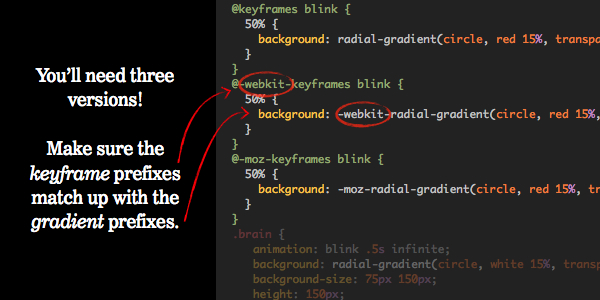 You'll need three
versions!
Make sure the
keyframe prefixes
match up with the
gradient prefixes.
@keyframes blink {
50% {
background: radial-gradient(circle, red 15%, transpa
}
}
@-webkit-keyframes blink {
50% {
background: -webkit-radial-gradient(circle, red 15%,
}
}
@-moz-keyframes blink {
50% {
background: -moz-radial-gradient(circle, red 15%, tr
}
}
.brain {
animation: blink .5s infinite;
background: radial-gradient(circle, white 15%, transp
background-size: 75px 150px;
height: 150px;